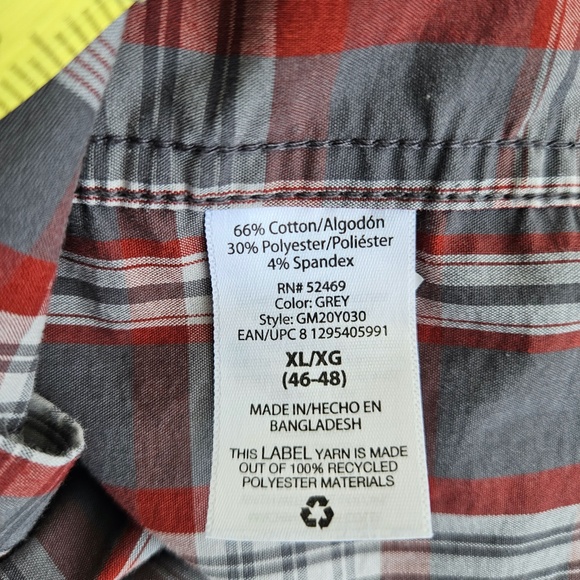 66% Cotton/Algodón
30% Polyester/Poliéster
4% Spandex
RN# 52469
Color: GREY
Style: GM20Y030
EAN/UPC 8 1295405991
XL/XG
(46-48)
MADE IN/HECHO EN
BANGLADESH
THIS LABEL YARN IS MADE
OUT OF 100% RECYCLED
POLYESTER MATERIALS